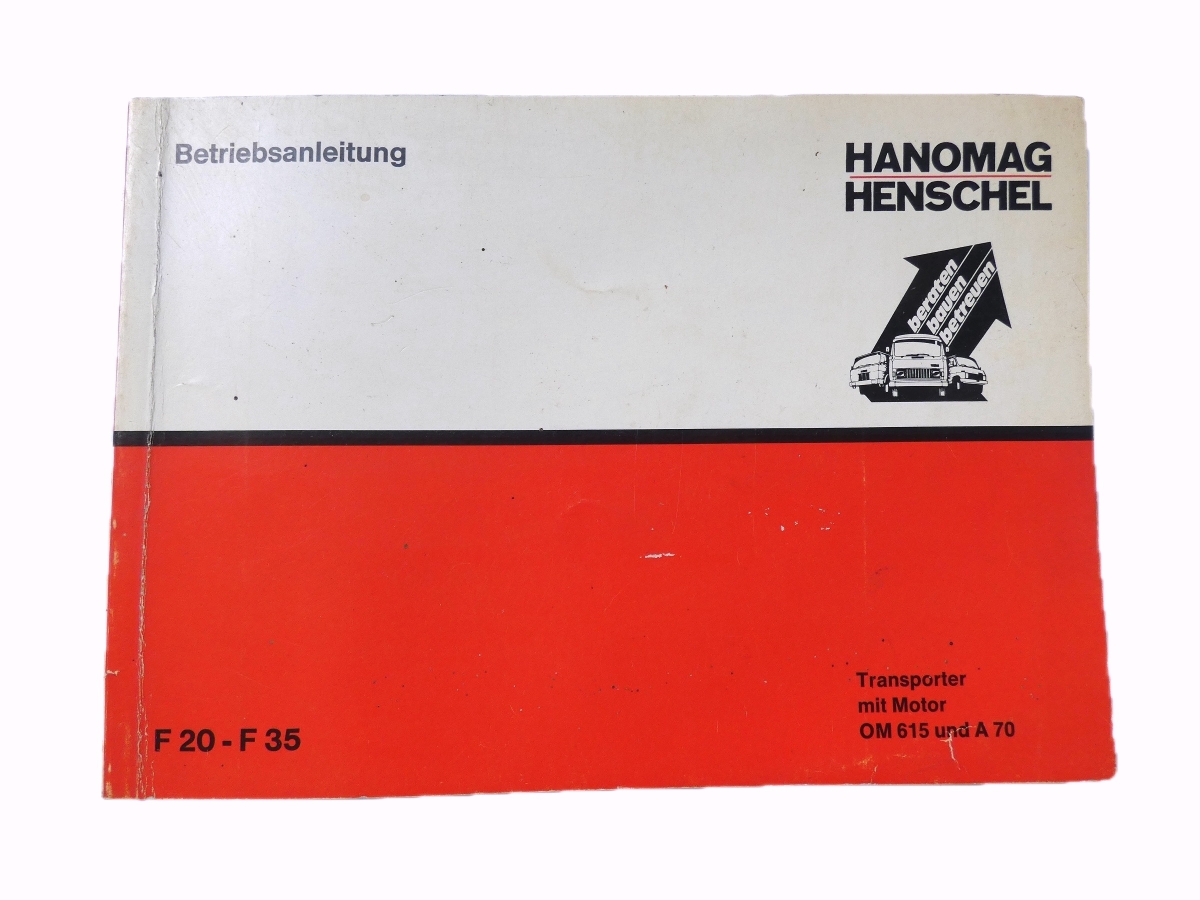 Betriebsanleitung
HANOMAG
HENSCHEL
beraten
bauen
betreuen
Transporter
mit Motor
OM 615 und A 70
F 20 - F 35